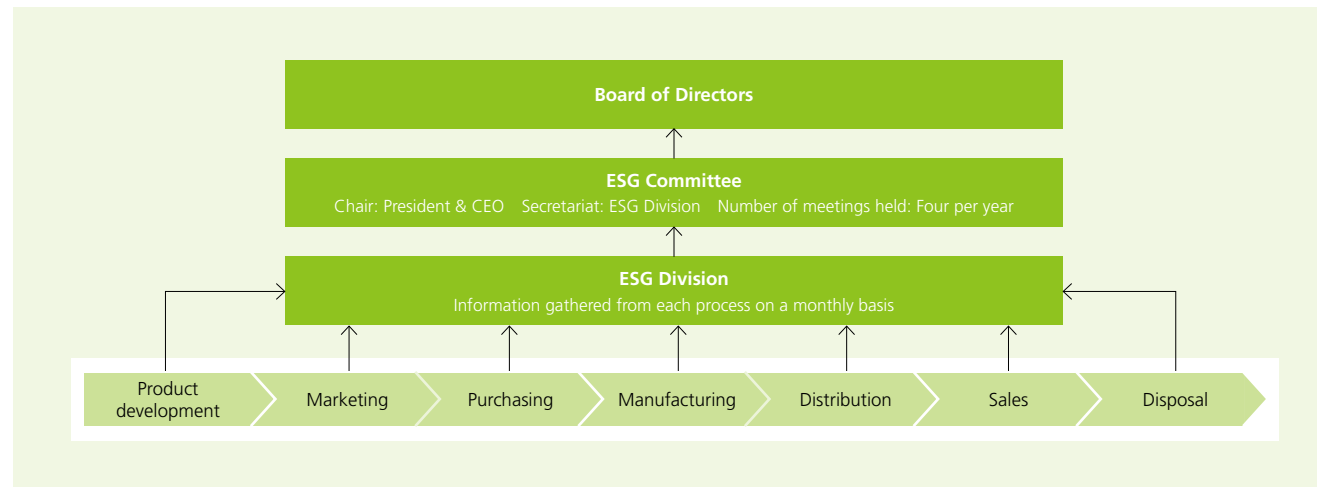 Board of Directors
ESG Committee
Chair: President & CEO Secretariat: ESG Division Number of meetings held: Four per year
ESG Division
Information gathered from each process on a monthly basis
Product
development
Marketing
Purchasing
Manufacturing
Distribution
Sales
Disposal